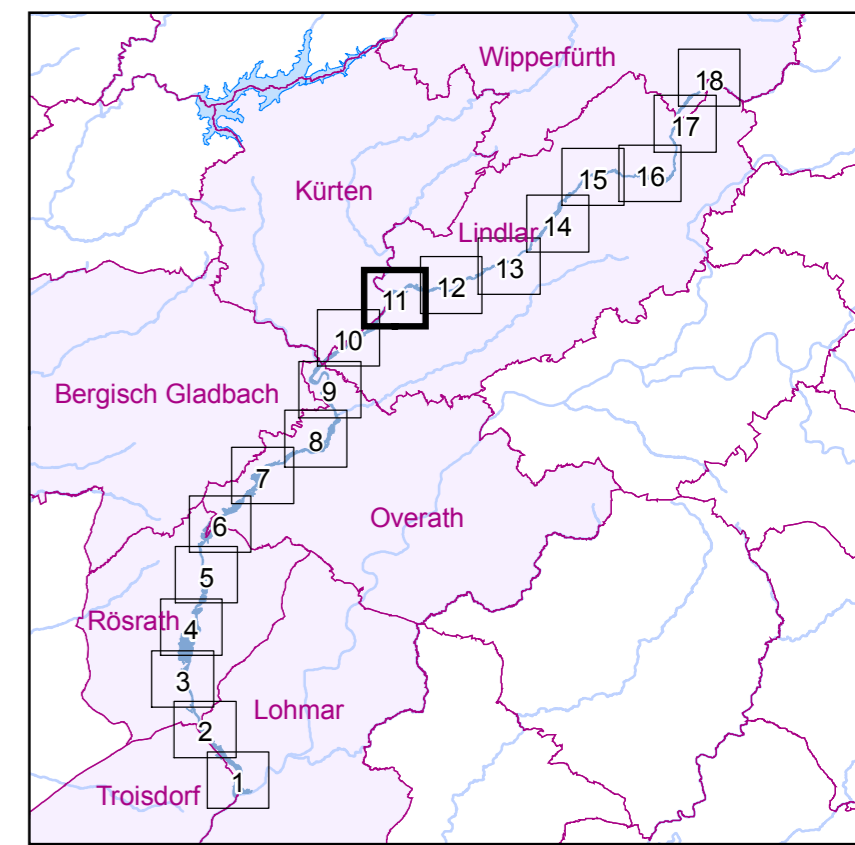 Wipperfürth
18
17
Kürten
15
16
14
Lindlar
13
12
11
10
Bergisch Gladbach
9
8
7
Overath
6
5
Rösrath
4
3
Lohmar
2
1
Troisdorf